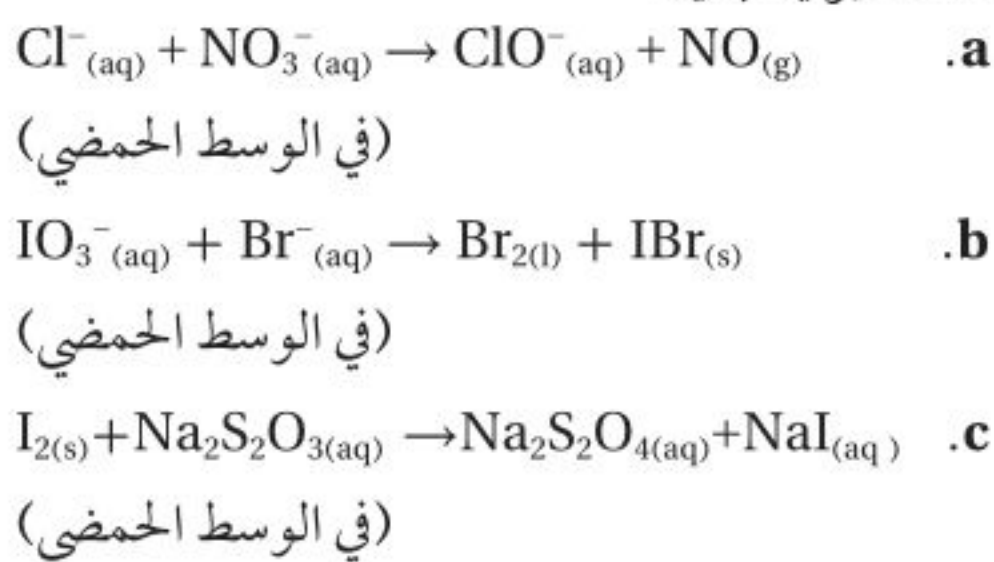 .a Cl⁻(aq) + NO₃⁻(aq) → ClO⁻(aq) + NO(g)
(في الوسط الحمضي)
.b IO₃⁻(aq) + Br⁻(aq) → Br₂(l) + IBr(s)
(في الوسط الحمضي)
.c I₂(s)+Na₂S₂O₃(aq) →Na₂S₂O₄(aq)+NaI(aq )
(في الوسط الحمضي)